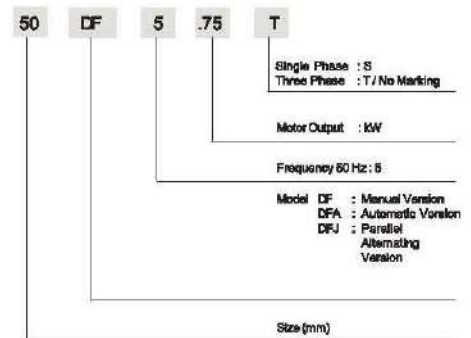 50 DF 5 .75 T
Single Phase : S
Three Phase : T / No Marking
Motor Output : kW
Frequency 50 Hz : 5
Model DF : Manual Version
DFA : Automatic Version
DFJ : Parallel
Alternating
Version
Size (mm)